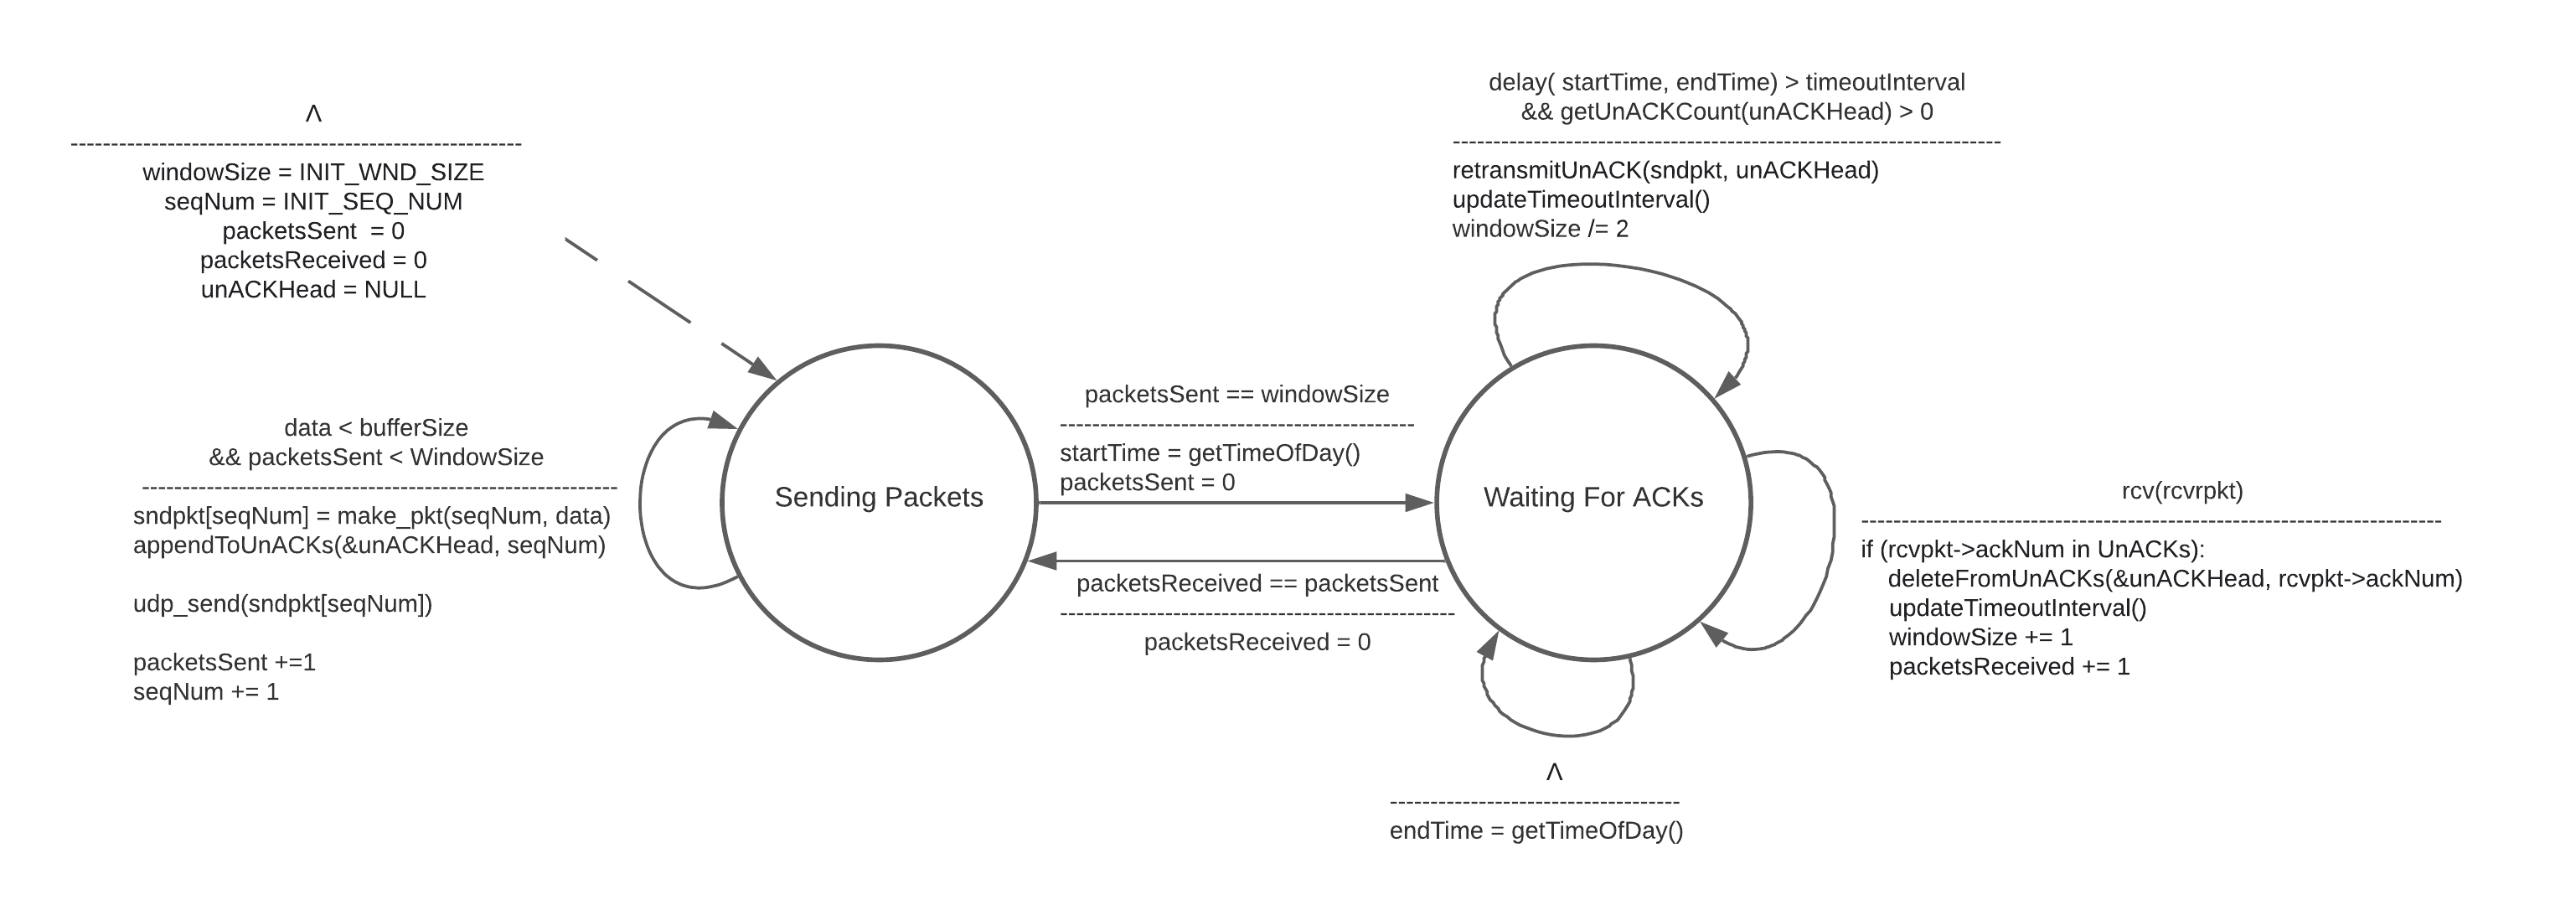 Λ
--------------------------------------------------------
windowSize = INIT_WND_SIZE
seqNum = INIT_SEQ_NUM
packetsSent  = 0
packetsReceived = 0
unACKHead = NULL
delay( startTime, endTime) > timeoutInterval
&& getUnACKCount(unACKHead) > 0
--------------------------------------------------------------------
retransmitUnACK(sndpkt, unACKHead)
updateTimeoutInterval()
windowSize /= 2
data < bufferSize
&& packetsSent < WindowSize
-----------------------------------------------------------
sndpkt[seqNum] = make_pkt(seqNum, data)
appendToUnACKs(&unACKHead, seqNum)
udp_send(sndpkt[seqNum])
packetsSent +=1
seqNum += 1
Sending Packets
packetsSent == windowSize
--------------------------------------------
startTime = getTimeOfDay()
packetsSent = 0
packetsReceived == packetsSent
-------------------------------------------------
packetsReceived = 0
Waiting For ACKs
rcv(rcvrpkt)
------------------------------------------------------------------------
if (rcvpkt->ackNum in UnACKs):
deleteFromUnACKs(&unACKHead, rcvpkt->ackNum)
updateTimeoutInterval()
windowSize += 1
packetsReceived += 1
Λ
------------------------------------
endTime = getTimeOfDay()